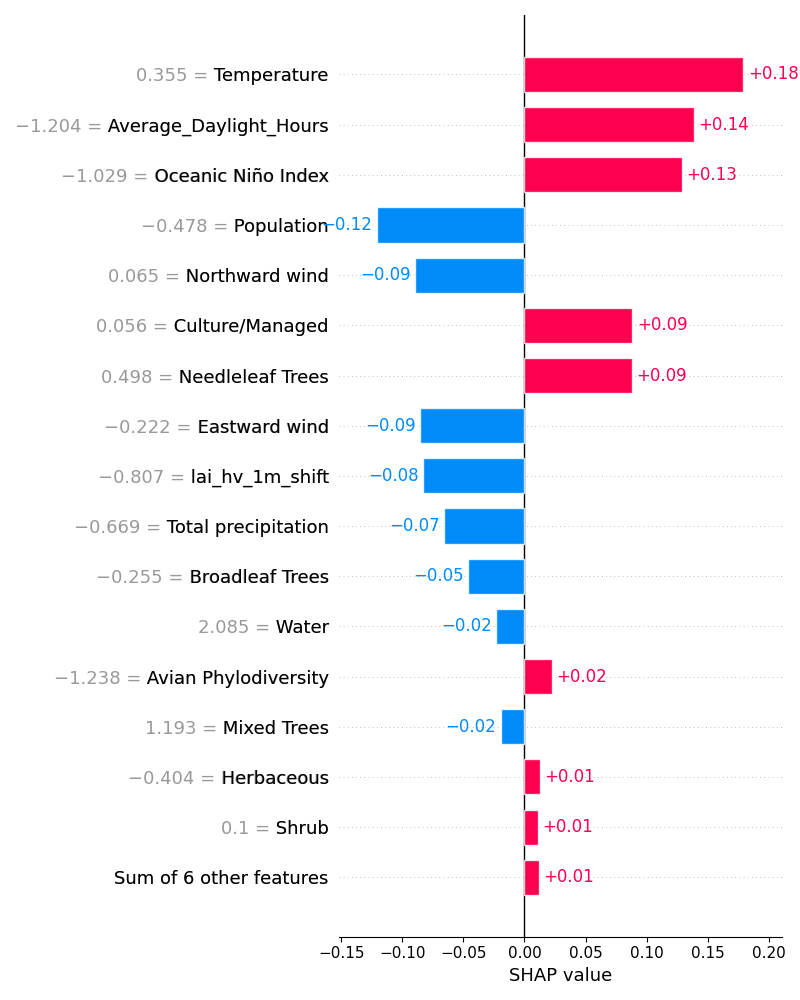 0.355 = Temperature +0.18
−1.204 = Average_Daylight_Hours +0.14
−1.029 = Oceanic Niño Index +0.13
−0.478 = Population −0.12
0.065 = Northward wind −0.09
0.056 = Culture/Managed +0.09
0.498 = Needleleaf Trees +0.09
−0.222 = Eastward wind −0.09
−0.807 = lai_hv_1m_shift −0.08
−0.669 = Total precipitation −0.07
−0.255 = Broadleaf Trees −0.05
2.085 = Water −0.02
−1.238 = Avian Phylodiversity +0.02
1.193 = Mixed Trees −0.02
−0.404 = Herbaceous +0.01
0.1 = Shrub +0.01
Sum of 6 other features +0.01
−0.15 −0.10 −0.05 0.00 0.05 0.10 0.15 0.20
SHAP value